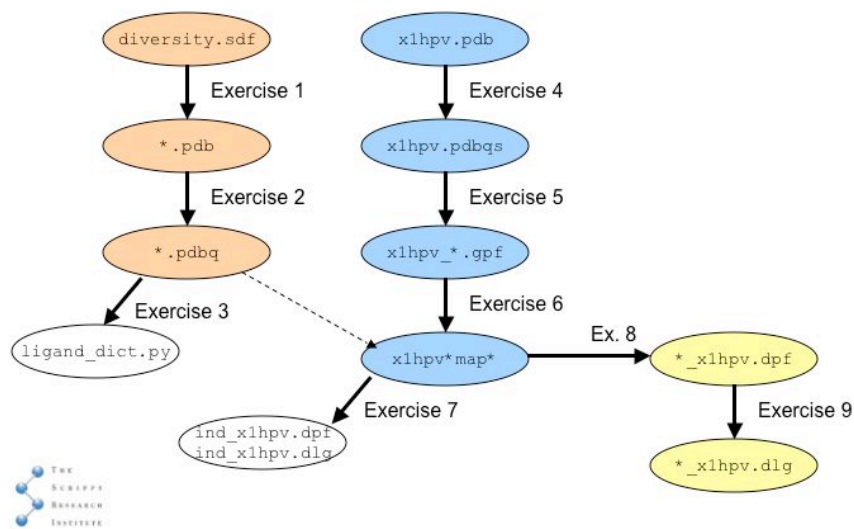 diversity.sdf
x1hpv.pdb
Exercise 1
Exercise 4
*.pdb
x1hpv.pdbqs
Exercise 2
Exercise 5
*.pdbq
x1hpv_*.gpf
Exercise 3
Exercise 6
Ex. 8
ligand_dict.py
x1hpv*map*
*_x1hpv.dpf
Exercise 7
Exercise 9
ind_x1hpv.dpf
ind_x1hpv.dlg
*_x1hpv.dlg
THE
SCRIPPS
RESEARCH
INSTITUTE